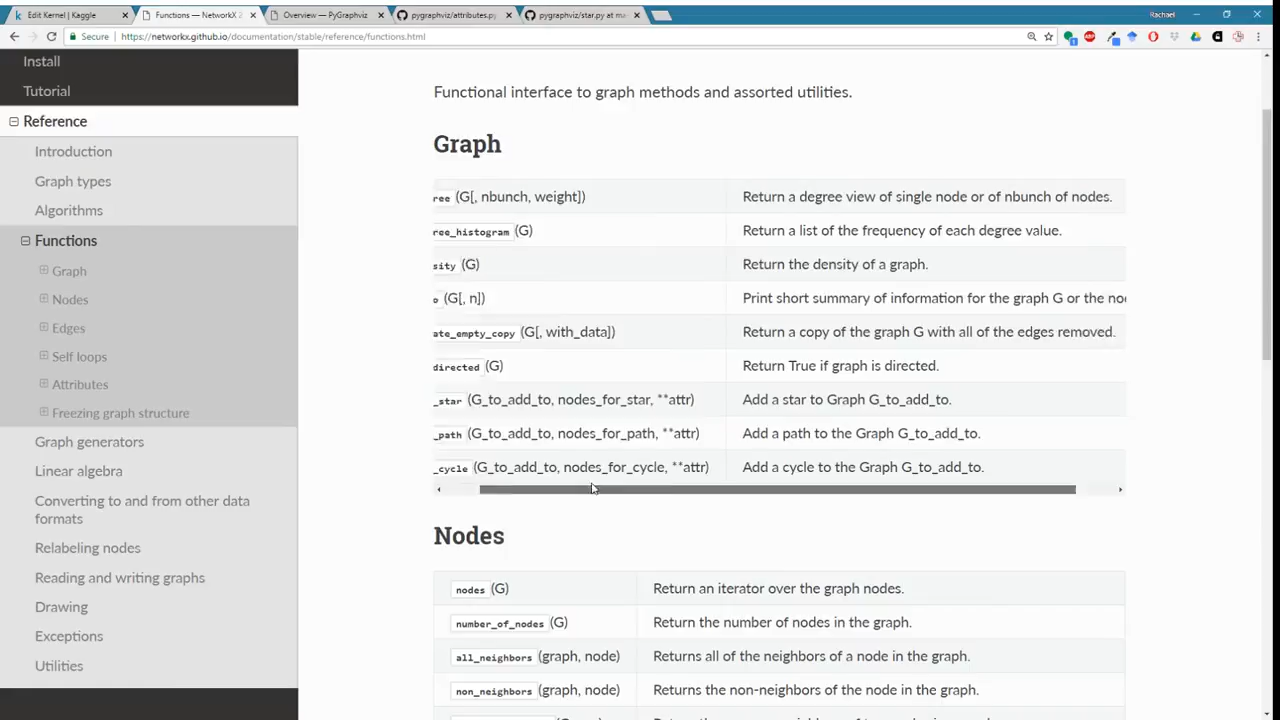 Edit Kernel | Kaggle
Functions — NetworkX 2
Overview — PyGraphviz
pygraphviz/attributes.py
pygraphviz/star.py at ma
Rachael
Secure
https://networkx.github.io/documentation/stable/reference/functions.html
Install
Tutorial
Reference
Introduction
Graph types
Algorithms
Functions
Graph
Nodes
Edges
Self loops
Attributes
Freezing graph structure
Graph generators
Linear algebra
Converting to and from other data
formats
Relabeling nodes
Reading and writing graphs
Drawing
Exceptions
Utilities
Functional interface to graph methods and assorted utilities.
Graph
ree (G[, nbunch, weight]) Return a degree view of single node or of nbunch of nodes.
ree_histogram (G) Return a list of the frequency of each degree value.
sity (G) Return the density of a graph.
o (G[, n]) Print short summary of information for the graph G or the no
ate_empty_copy (G[, with_data]) Return a copy of the graph G with all of the edges removed.
directed (G) Return True if graph is directed.
_star (G_to_add_to, nodes_for_star, **attr) Add a star to Graph G_to_add_to.
_path (G_to_add_to, nodes_for_path, **attr) Add a path to the Graph G_to_add_to.
_cycle (G_to_add_to, nodes_for_cycle, **attr) Add a cycle to the Graph G_to_add_to.
Nodes
nodes (G) Return an iterator over the graph nodes.
number_of_nodes (G) Return the number of nodes in the graph.
all_neighbors (graph, node) Returns all of the neighbors of a node in the graph.
non_neighbors (graph, node) Returns the non-neighbors of the node in the graph.